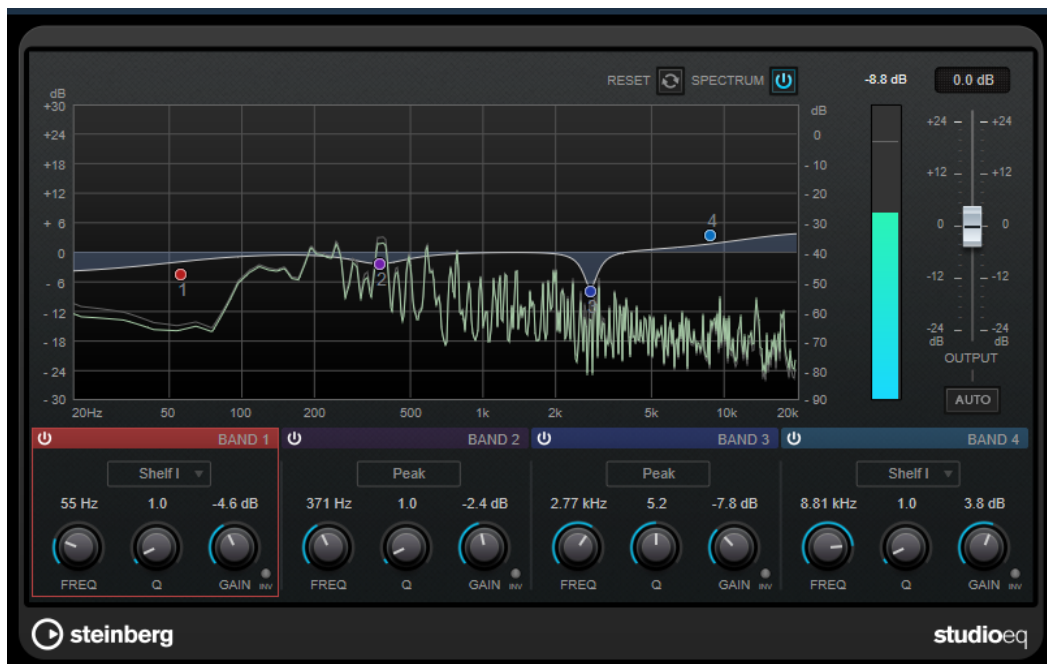 RESET SPECTRUM -8.8 dB 0.0 dB
dB
+30
+24
+18
+12
+ 6
0
- 6
- 12
- 18
- 24
- 30
dB
0
- 10
- 20
- 30
- 40
- 50
- 60
- 70
- 80
- 90
1
2
3
4
20Hz 50 100 200 500 1k 2k 5k 10k 20k
+24 +24
+12 +12
0 0
-12 -12
-24 -24
dB dB
OUTPUT
AUTO
BAND 1 BAND 2 BAND 3 BAND 4
Shelf I Peak Peak Shelf I
55 Hz 1.0 -4.6 dB 371 Hz 1.0 -2.4 dB 2.77 kHz 5.2 -7.8 dB 8.81 kHz 1.0 3.8 dB
FREQ Q GAIN INV FREQ Q GAIN INV FREQ Q GAIN INV FREQ Q GAIN INV
steinberg studioeq